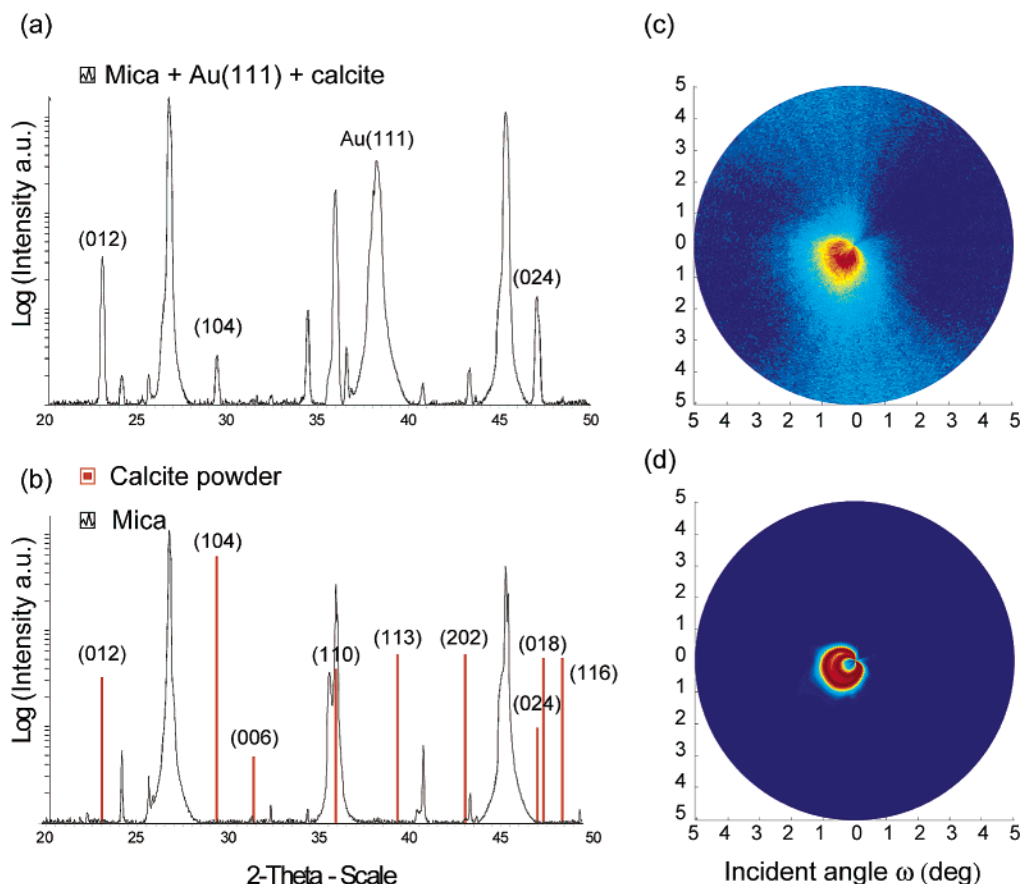 (a)
Mica + Au(111) + calcite
Log (Intensity a.u.)
(012)
(104)
Au(111)
(024)
20 25 30 35 40 45 50
(b)
Calcite powder
Mica
Log (Intensity a.u.)
(012)
(104)
(006)
(110)
(113)
(202)
(018)
(024)
(116)
20 25 30 35 40 45 50
2-Theta - Scale
(c)
5
4
3
2
1
0
1
2
3
4
5
5 4 3 2 1 0 1 2 3 4 5
(d)
5
4
3
2
1
0
1
2
3
4
5
5 4 3 2 1 0 1 2 3 4 5
Incident angle ω (deg)